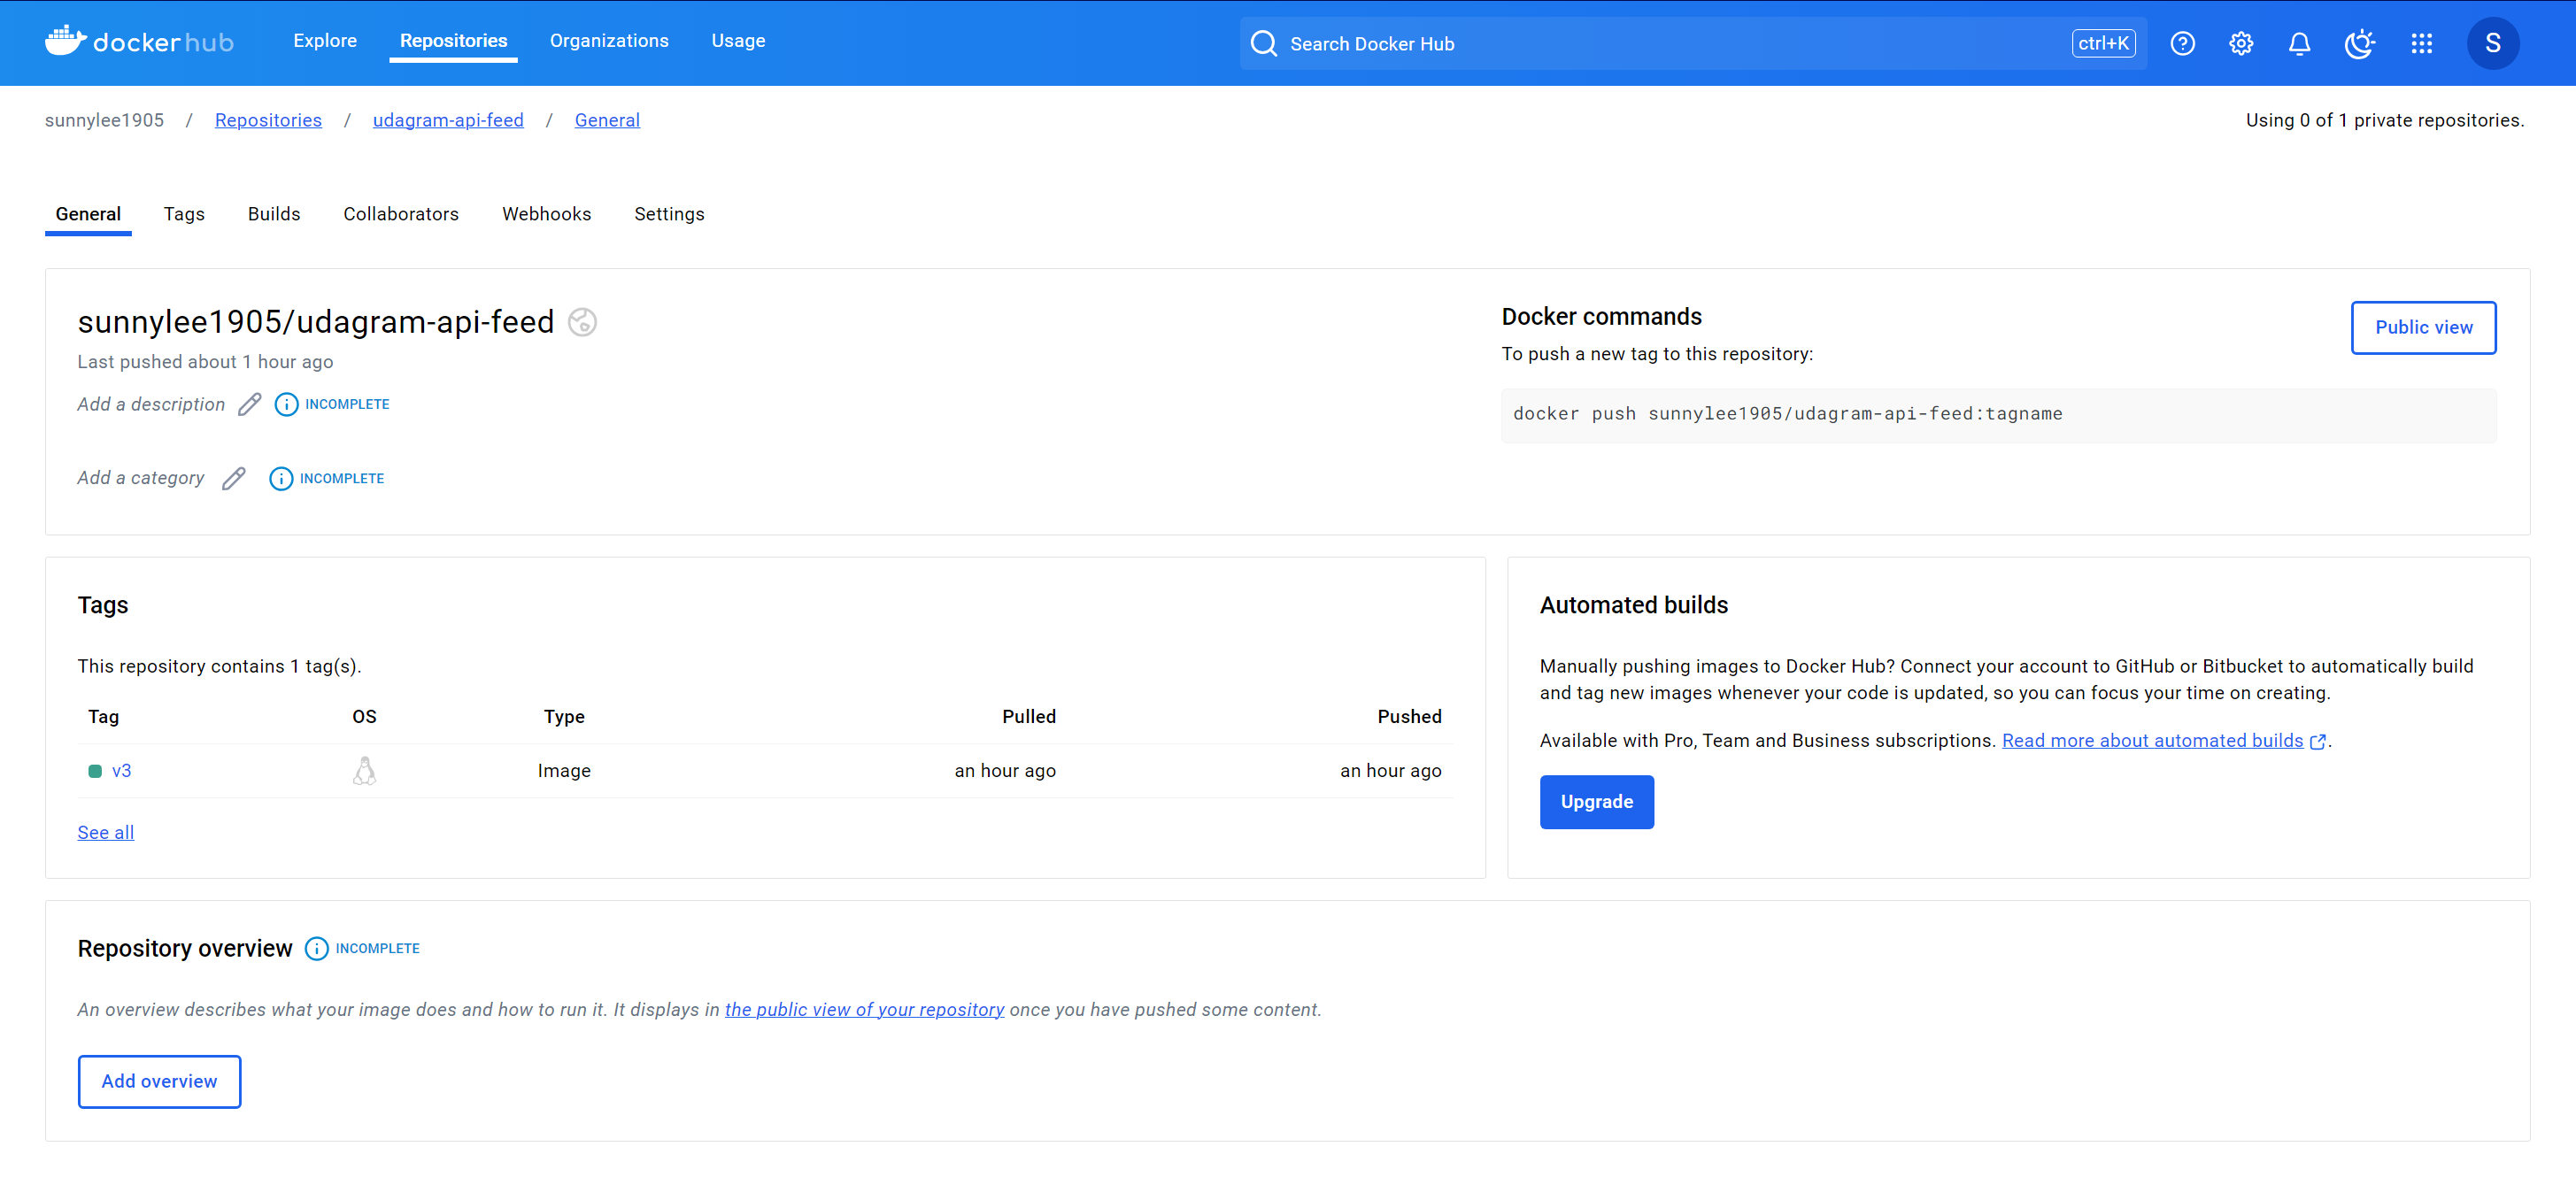 dockerhub Explore Repositories Organizations Usage Search Docker Hub ctrl+K S
sunnylee1905 / Repositories / udagram-api-feed / General Using 0 of 1 private repositories.
General Tags Builds Collaborators Webhooks Settings
sunnylee1905/udagram-api-feed
Last pushed about 1 hour ago
Add a description INCOMPLETE
Add a category INCOMPLETE
Docker commands
To push a new tag to this repository:
Public view
docker push sunnylee1905/udagram-api-feed:tagname
Tags
This repository contains 1 tag(s).
Tag OS Type Pulled Pushed
v3 Image an hour ago an hour ago
See all
Automated builds
Manually pushing images to Docker Hub? Connect your account to GitHub or Bitbucket to automatically build
and tag new images whenever your code is updated, so you can focus your time on creating.
Available with Pro, Team and Business subscriptions. Read more about automated builds.
Upgrade
Repository overview INCOMPLETE
An overview describes what your image does and how to run it. It displays in the public view of your repository once you have pushed some content.
Add overview